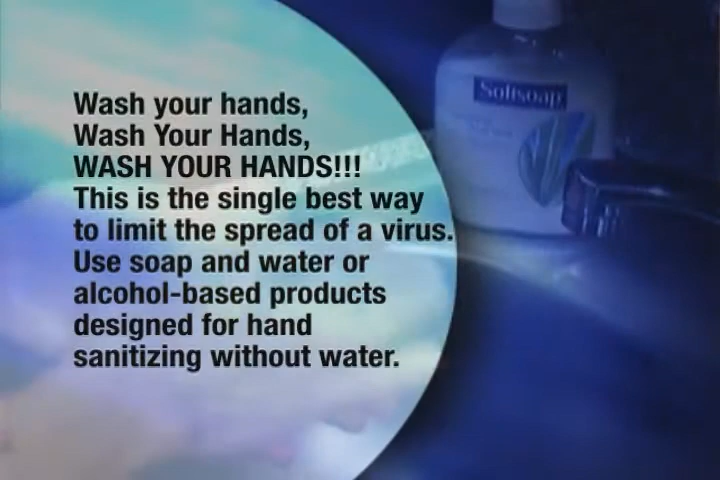 Wash your hands,
Wash Your Hands,
WASH YOUR HANDS!!!
This is the single best way
to limit the spread of a virus.
Use soap and water or
alcohol-based products
designed for hand
sanitizing without water.
Softsoap